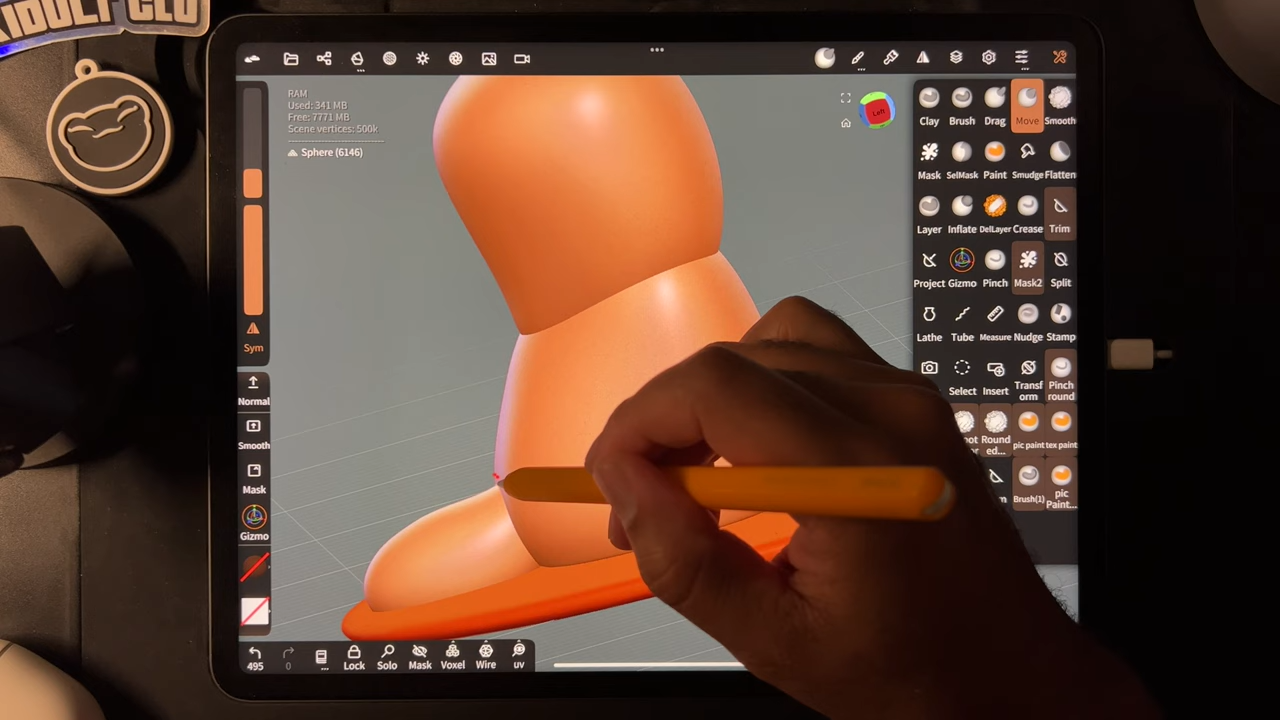 KIDULT CLU
RAM
Used: 341 MB
Free: 7771 MB
Scene vertices: 500k
Sphere (6146)
Left
Sym
Normal
Smooth
Mask
Gizmo
495
0
Lock
Solo
Mask
Voxel
Wire
uv
Clay
Brush
Drag
Move
Smooth
Mask
SelMask
Paint
Smudge
Flatten
Layer
Inflate
DelLayer
Crease
Trim
Project
Gizmo
Pinch
Mask2
Split
Lathe
Tube
Measure
Nudge
Stamp
Select
Insert
Transf
orm
Pinch
round
Round
ed...
pic paint
tex paint
Brush(1)
pic
Paint...